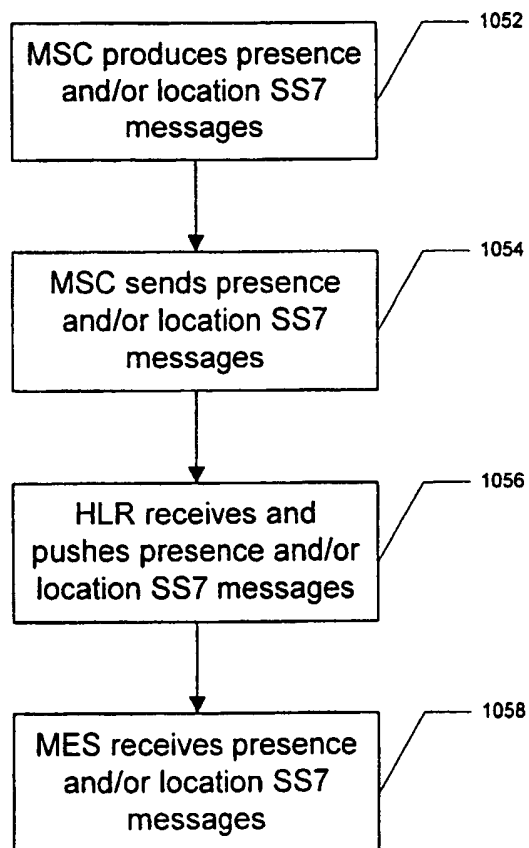 1052
MSC produces presence
and/or location SS7
messages
1054
MSC sends presence
and/or location SS7
messages
1056
HLR receives and
pushes presence and/or
location SS7 messages
1058
MES receives presence
and/or location SS7
messages